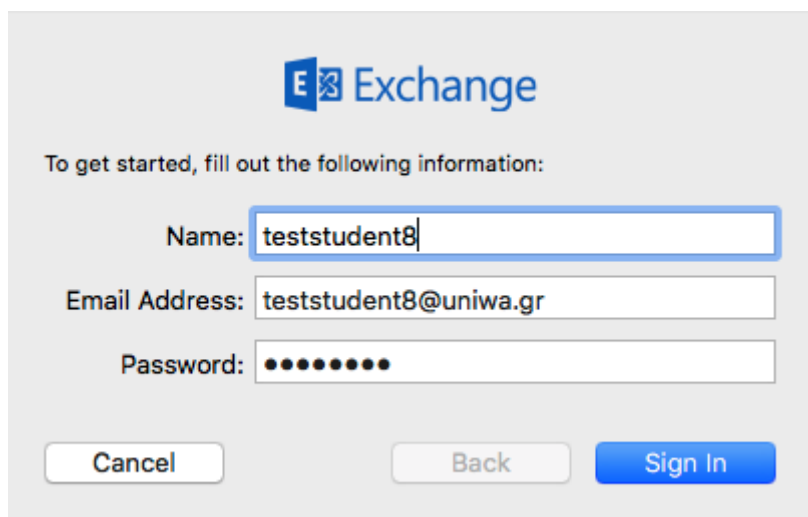 Exchange
To get started, fill out the following information:
Name: teststudent8
Email Address: teststudent8@uniwa.gr
Password: ••••••••
Cancel Back Sign In